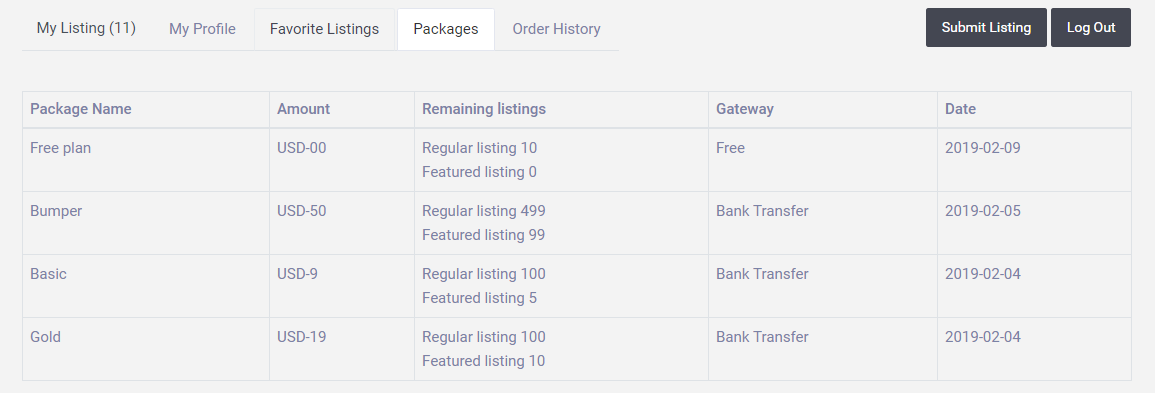 My Listing (11) My Profile Favorite Listings Packages Order History Submit Listing Log Out
Package Name Amount Remaining listings Gateway Date
Free plan USD-00 Regular listing 10 Free 2019-02-09
Featured listing 0
Bumper USD-50 Regular listing 499 Bank Transfer 2019-02-05
Featured listing 99
Basic USD-9 Regular listing 100 Bank Transfer 2019-02-04
Featured listing 5
Gold USD-19 Regular listing 100 Bank Transfer 2019-02-04
Featured listing 10